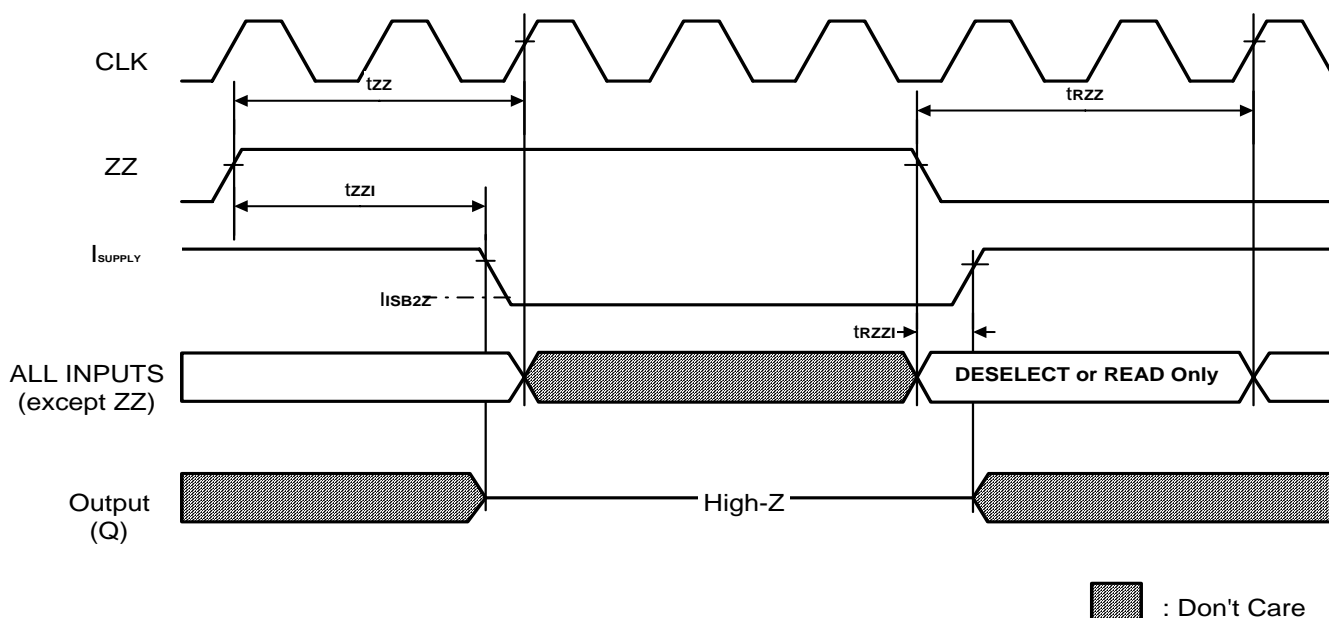 CLK
tzz
tRZZ
ZZ
tZZI
ISUPPLY
IISB2Z
tRZZI
ALL INPUTS
(except ZZ)
DESELECT or READ Only
Output
(Q)
High-Z
: Don't Care